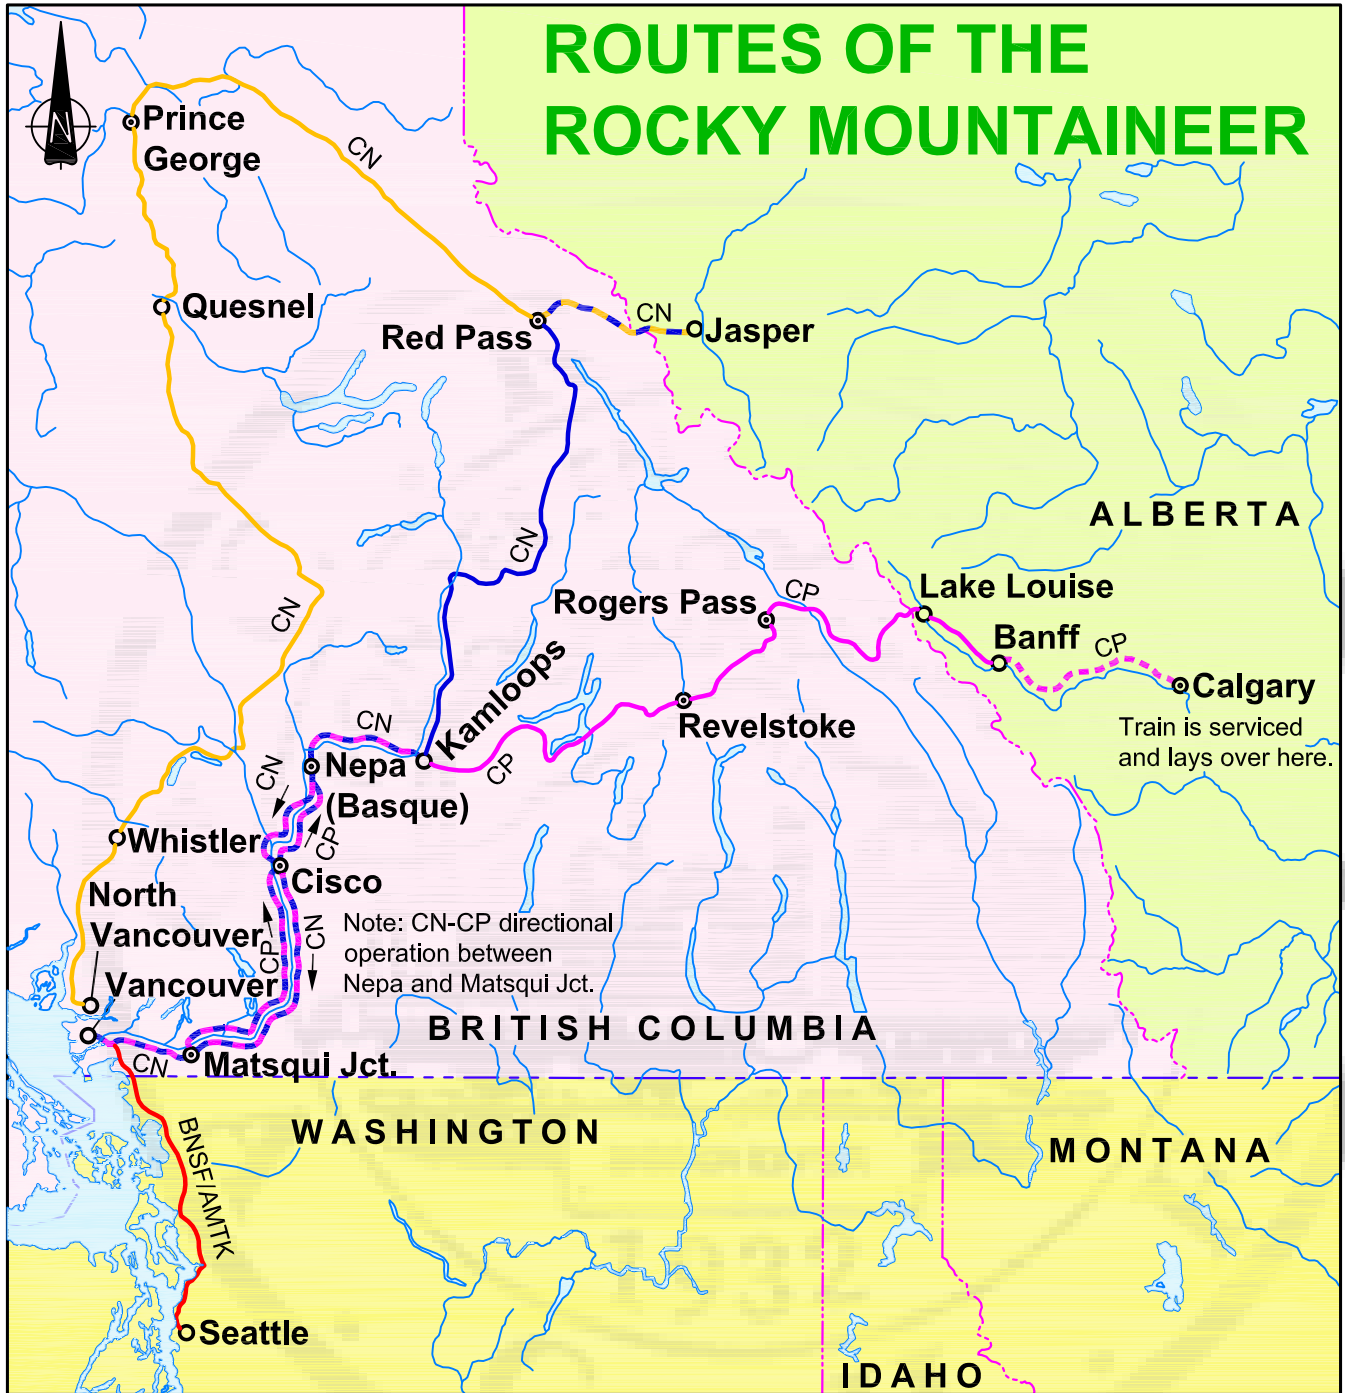 ROUTES OF THE
ROCKY MOUNTAINEER
N
Prince
George
CN
Quesnel
Red Pass
CN
Jasper
ALBERTA
CN
CN
Rogers Pass
CP
Lake Louise
Banff
CP
Calgary
Train is serviced
and lays over here.
Kamloops
Revelstoke
CP
CN
Nepa
(Basque)
CN
CP
Whistler
Cisco
North
Vancouver
Vancouver
CP
CN
Note: CN-CP directional
operation between
Nepa and Matsqui Jct.
BRITISH COLUMBIA
CN
Matsqui Jct.
WASHINGTON
MONTANA
BNSF/AMTK
1932
Seattle
IDAHO